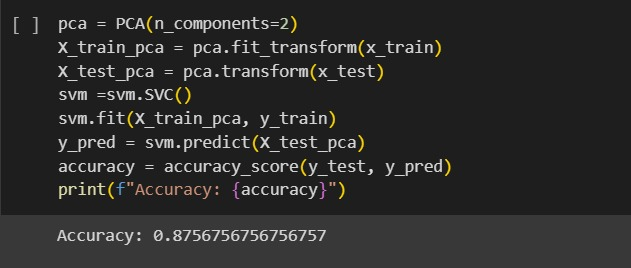 [ ] pca = PCA(n_components=2)
X_train_pca = pca.fit_transform(x_train)
X_test_pca = pca.transform(x_test)
svm =svm.SVC()
svm.fit(X_train_pca, y_train)
y_pred = svm.predict(X_test_pca)
accuracy = accuracy_score(y_test, y_pred)
print(f"Accuracy: {accuracy}")
Accuracy: 0.8756756756756757